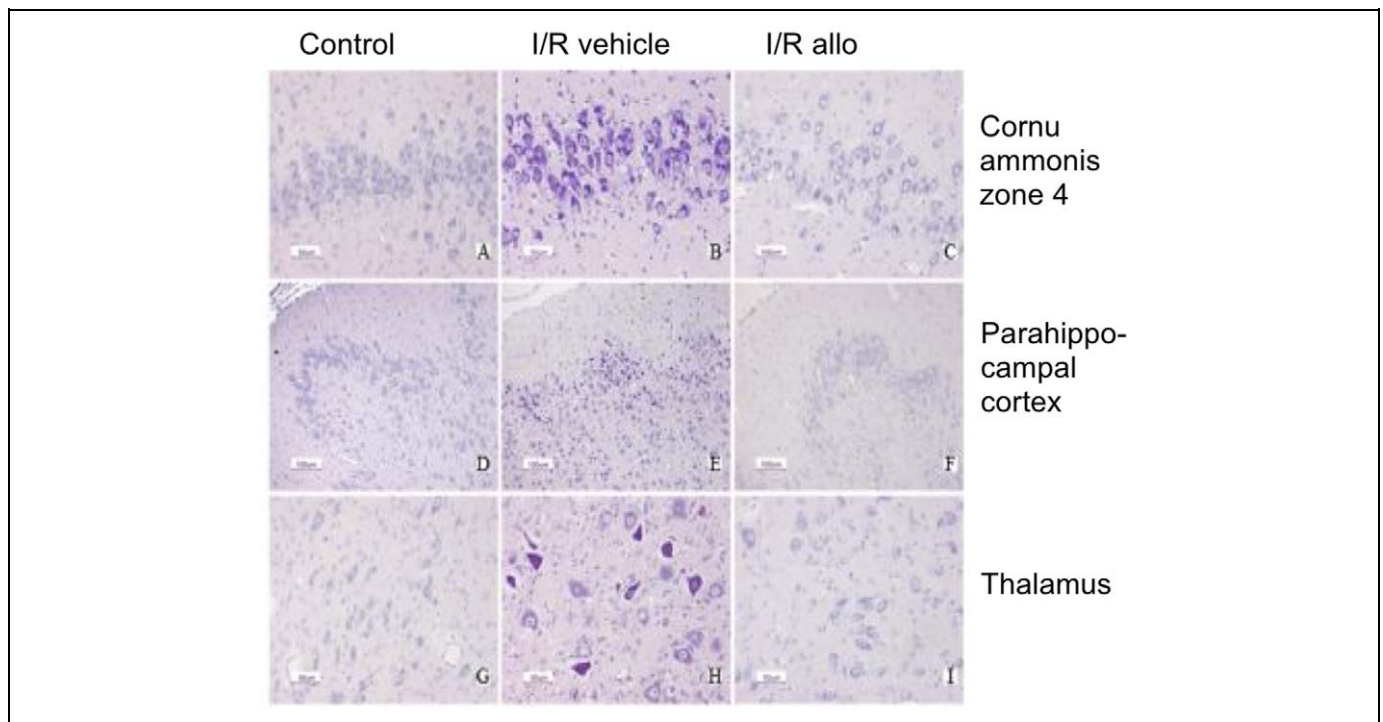 Control I/R vehicle I/R allo
A B C
Cornu
ammonis
zone 4
D E F
Parahippo-
campal
cortex
G H I
Thalamus